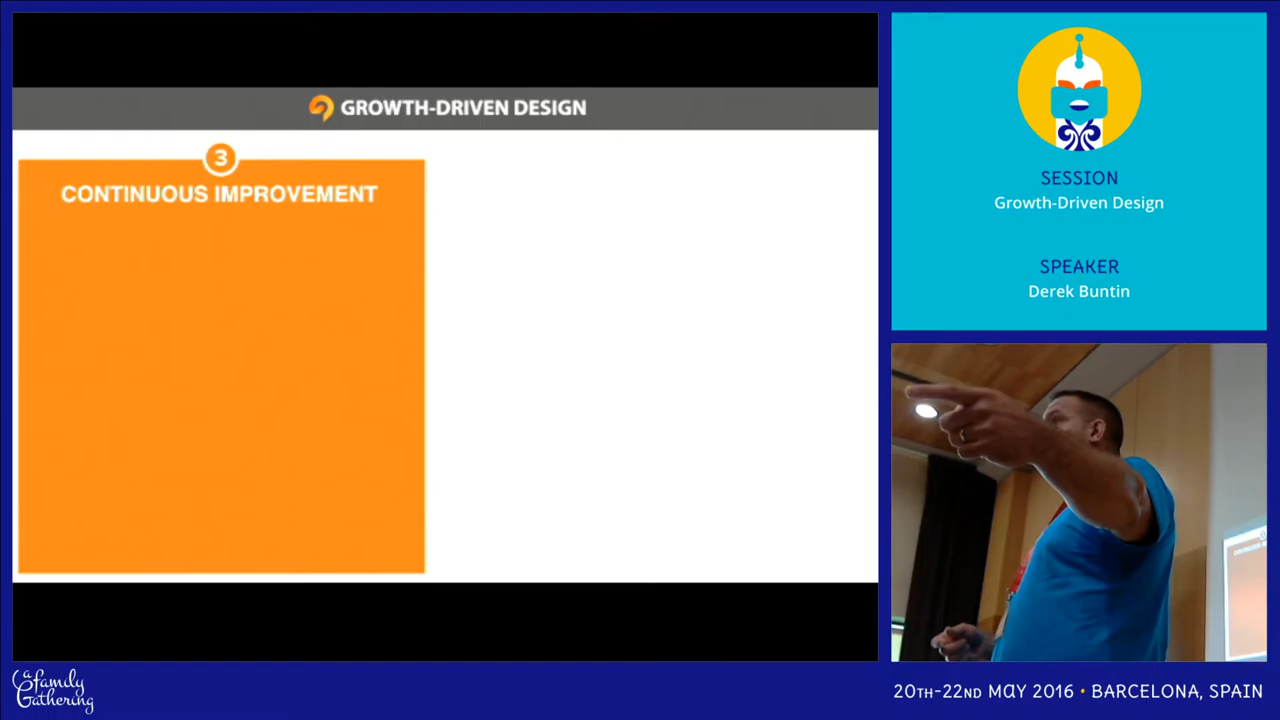 GROWTH-DRIVEN DESIGN
3
CONTINUOUS IMPROVEMENT
SESSION
Growth-Driven Design
SPEAKER
Derek Buntin
a family
Gathering
20TH-22ND MAY 2016 • BARCELONA, SPAIN